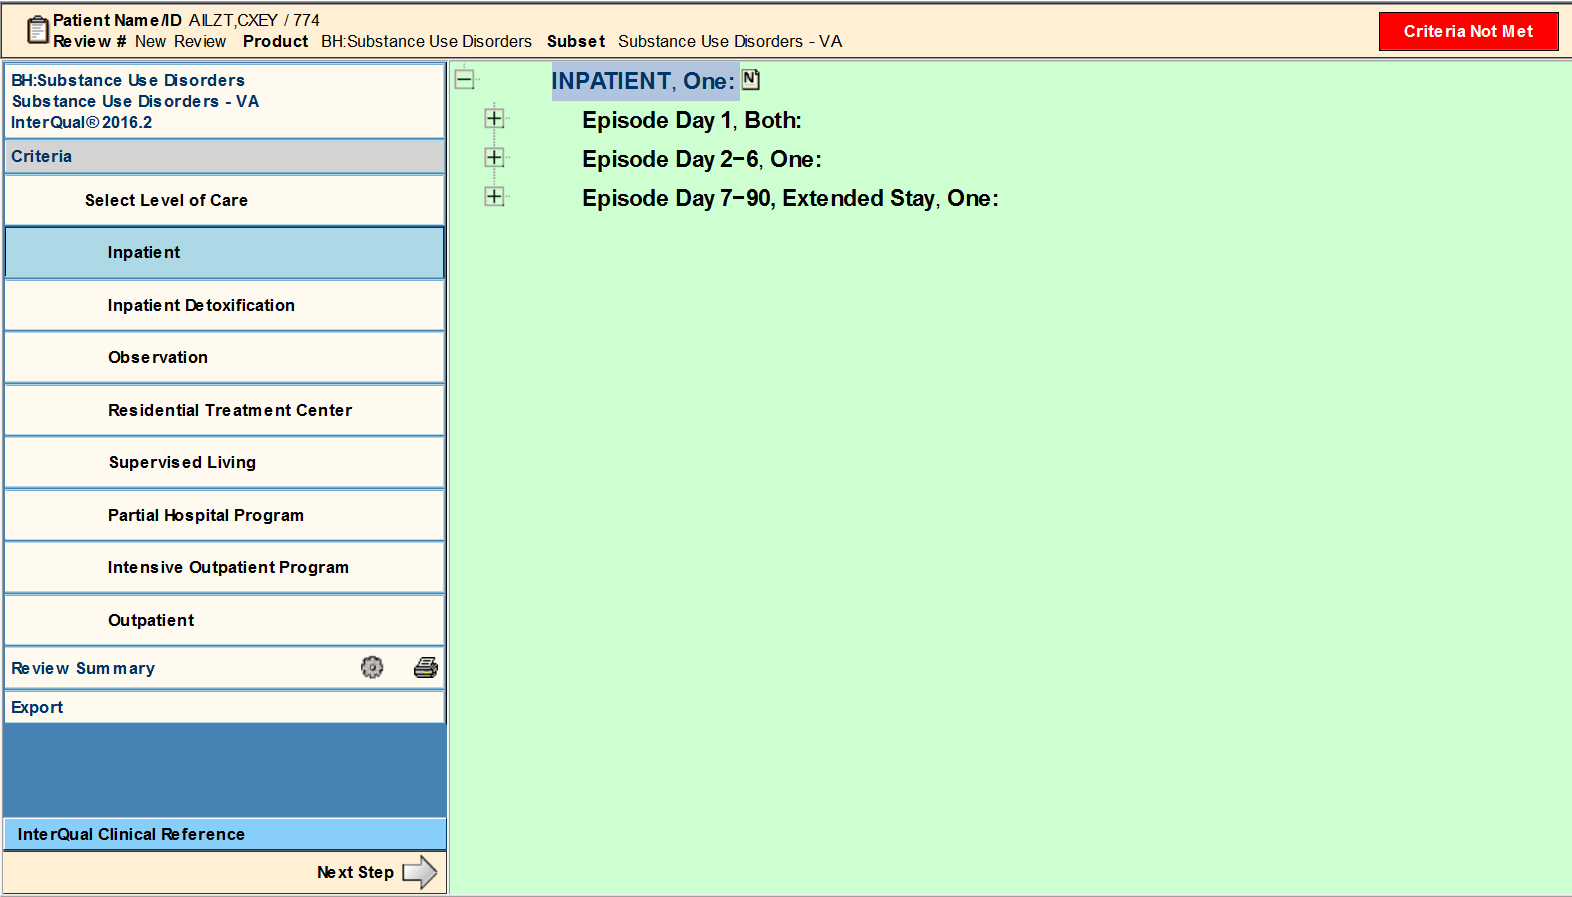 Patient Name/ID AILZT,CXEY / 774
Review # New Review Product BH:Substance Use Disorders Subset Substance Use Disorders - VA
Criteria Not Met
BH:Substance Use Disorders
Substance Use Disorders - VA
InterQual® 2016.2
Criteria
Select Level of Care
Inpatient
Inpatient Detoxification
Observation
Residential Treatment Center
Supervised Living
Partial Hospital Program
Intensive Outpatient Program
Outpatient
Review Summary
Export
InterQual Clinical Reference
Next Step
INPATIENT, One: N
Episode Day 1, Both:
Episode Day 2−6, One:
Episode Day 7−90, Extended Stay, One: